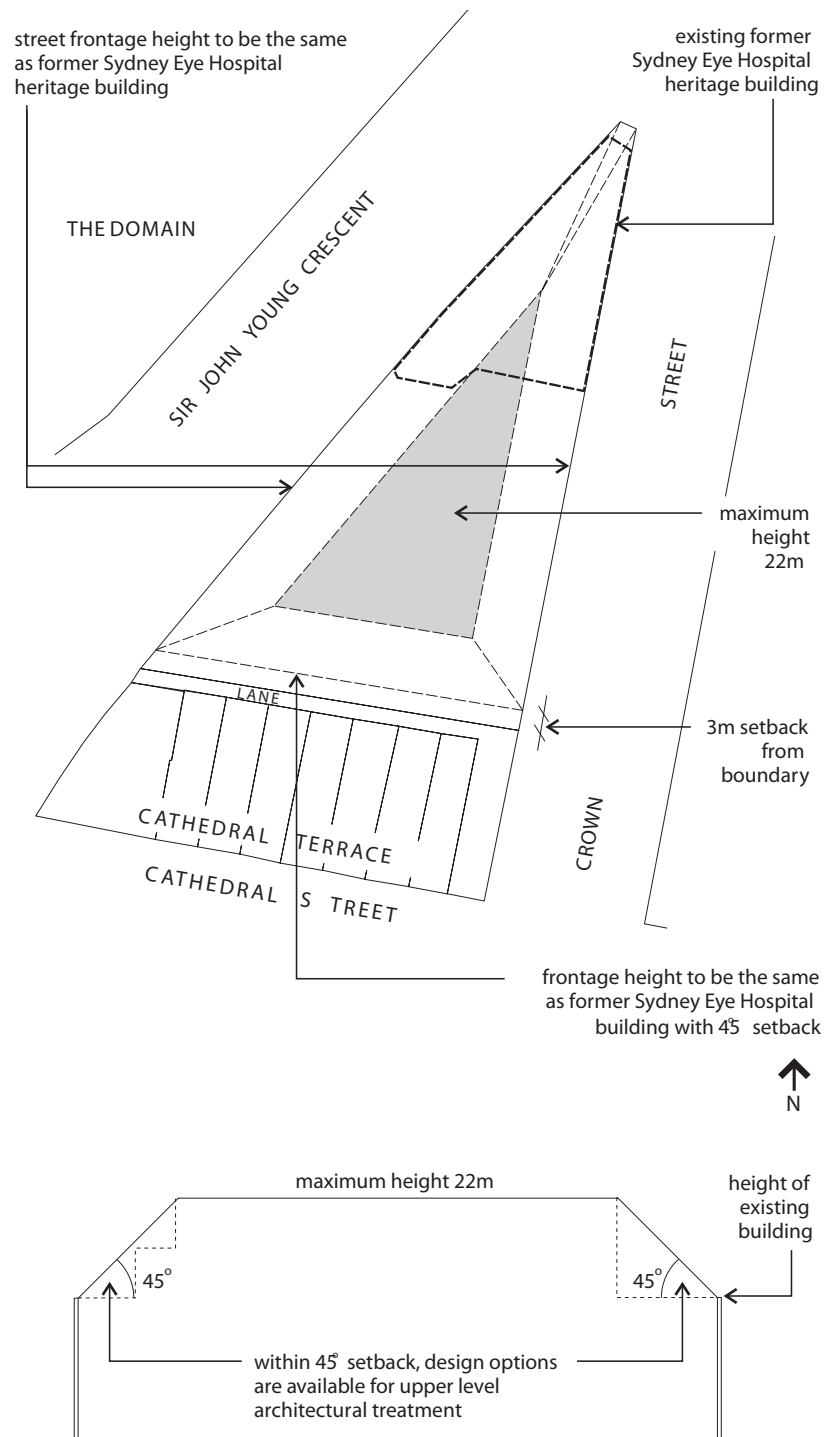 street frontage height to be the same
as former Sydney Eye Hospital
heritage building
existing former
Sydney Eye Hospital
heritage building
THE DOMAIN
SIR JOHN YOUNG CRESCENT
STREET
maximum
height
22m
LANE
3m setback
from
boundary
CATHEDRAL TERRACE
CROWN
CATHEDRAL S TREET
frontage height to be the same
as former Sydney Eye Hospital
building with 45° setback
N
maximum height 22m
height of
existing
building
45°
45°
within 45° setback, design options
are available for upper level
architectural treatment